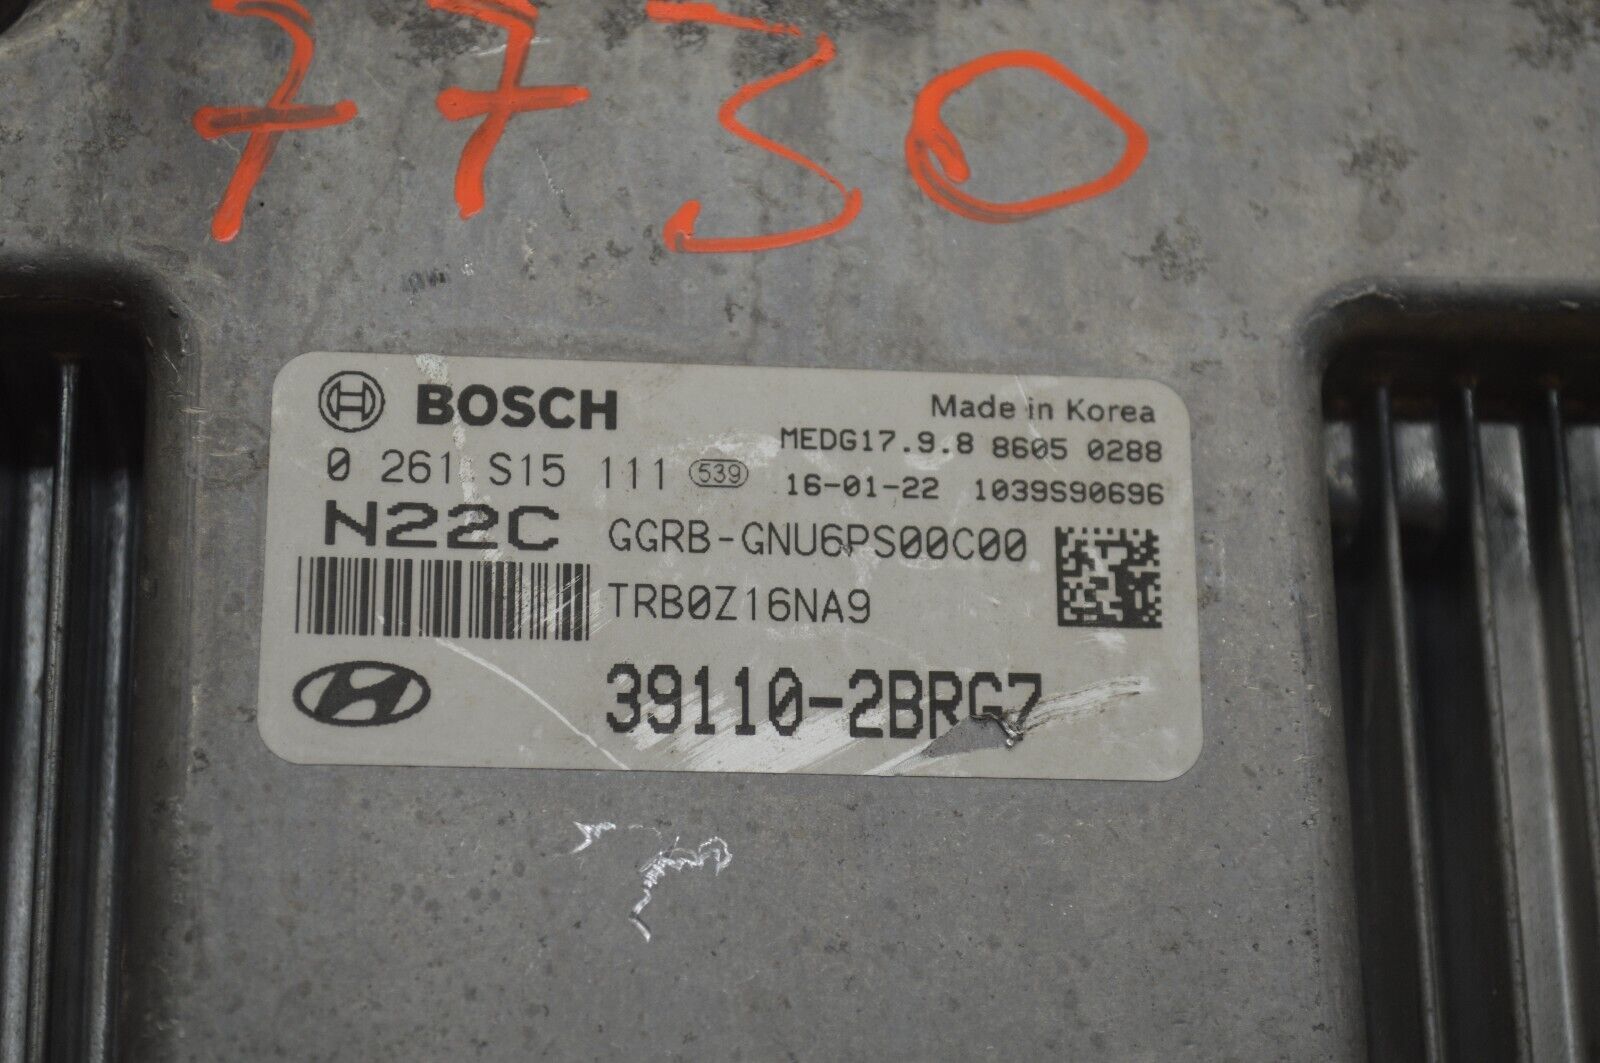 7730
BOSCH
Made in Korea
MEDG17.9.8 8605 0288
0 261 S15 111 539
16-01-22 1039S90696
N22C GGRB-GNU6PS00C00
TRB0Z16NA9
39110-2BRG7